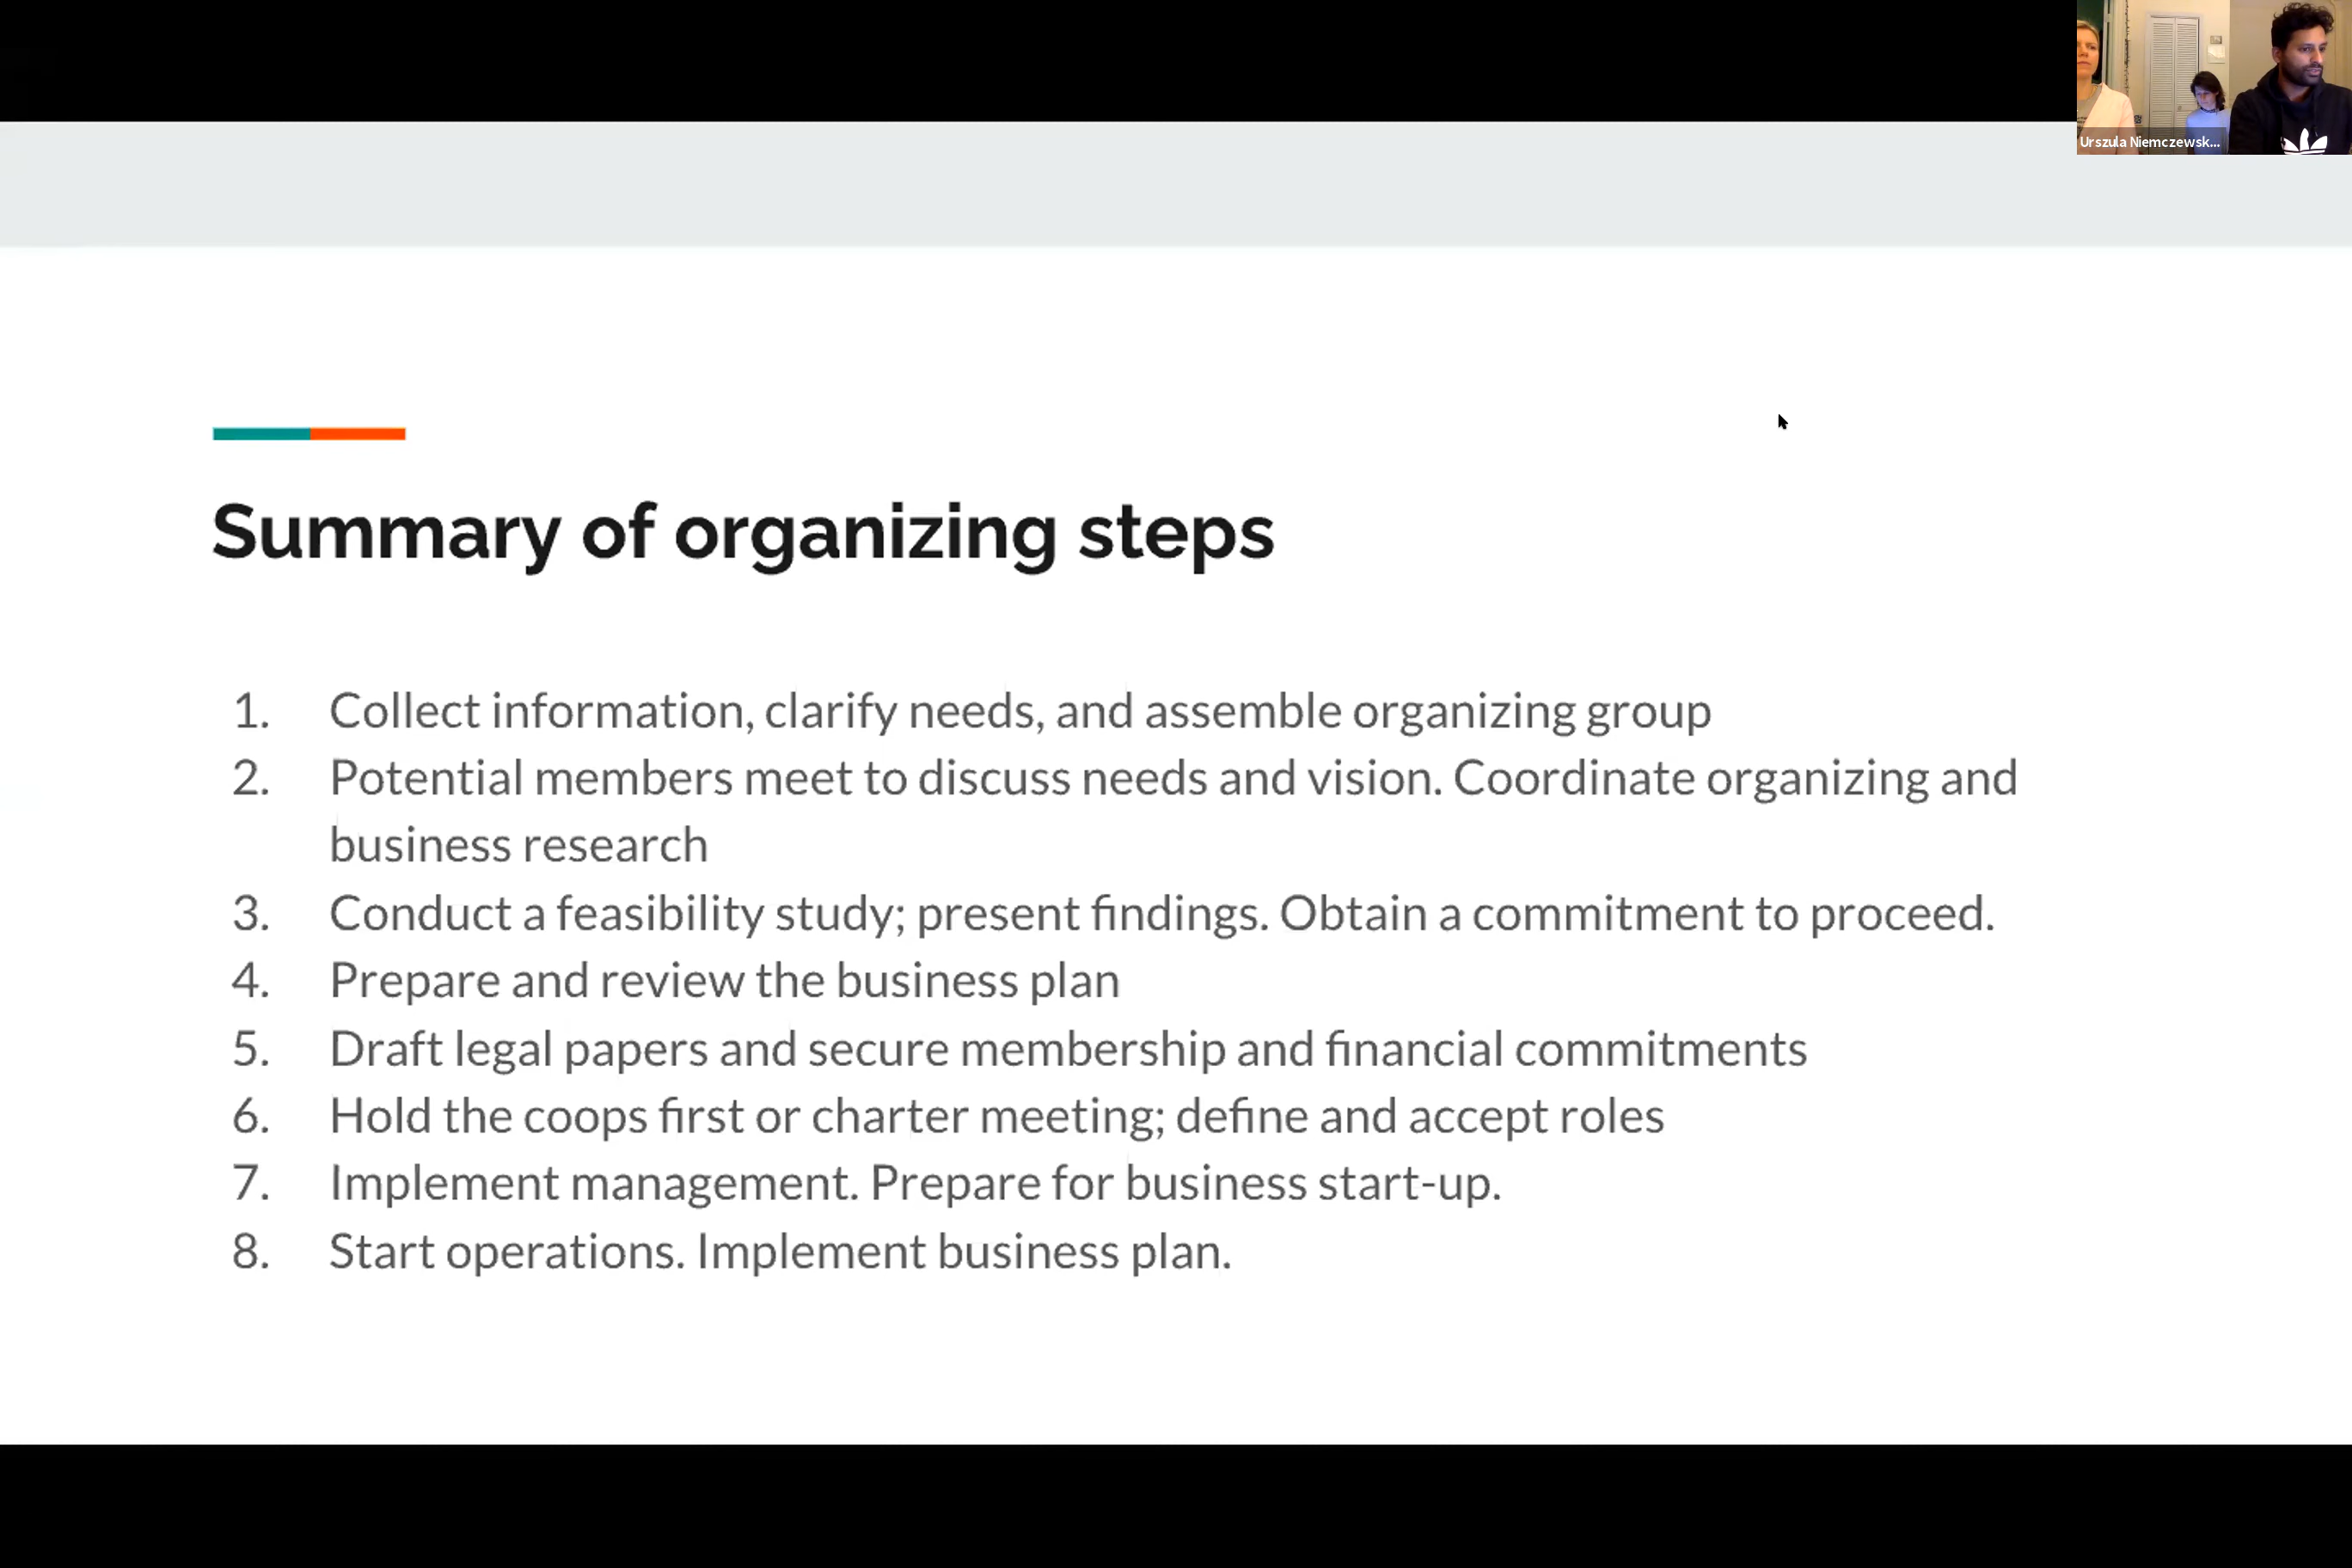 Urszula Niemczewsk...
Summary of organizing steps
1. Collect information, clarify needs, and assemble organizing group
2. Potential members meet to discuss needs and vision. Coordinate organizing and
business research
3. Conduct a feasibility study; present findings. Obtain a commitment to proceed.
4. Prepare and review the business plan
5. Draft legal papers and secure membership and financial commitments
6. Hold the coops first or charter meeting; define and accept roles
7. Implement management. Prepare for business start-up.
8. Start operations. Implement business plan.